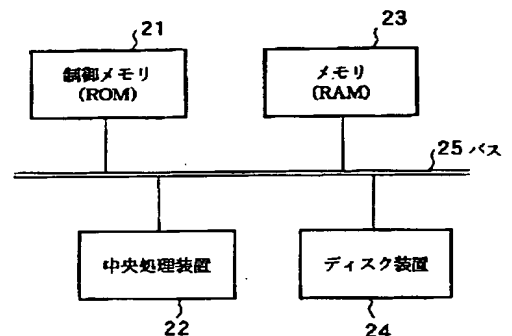 21
制御メモリ
(ROM)
23
メモリ
(RAM)
25 バス
中央処理装置
22
ディスク装置
24